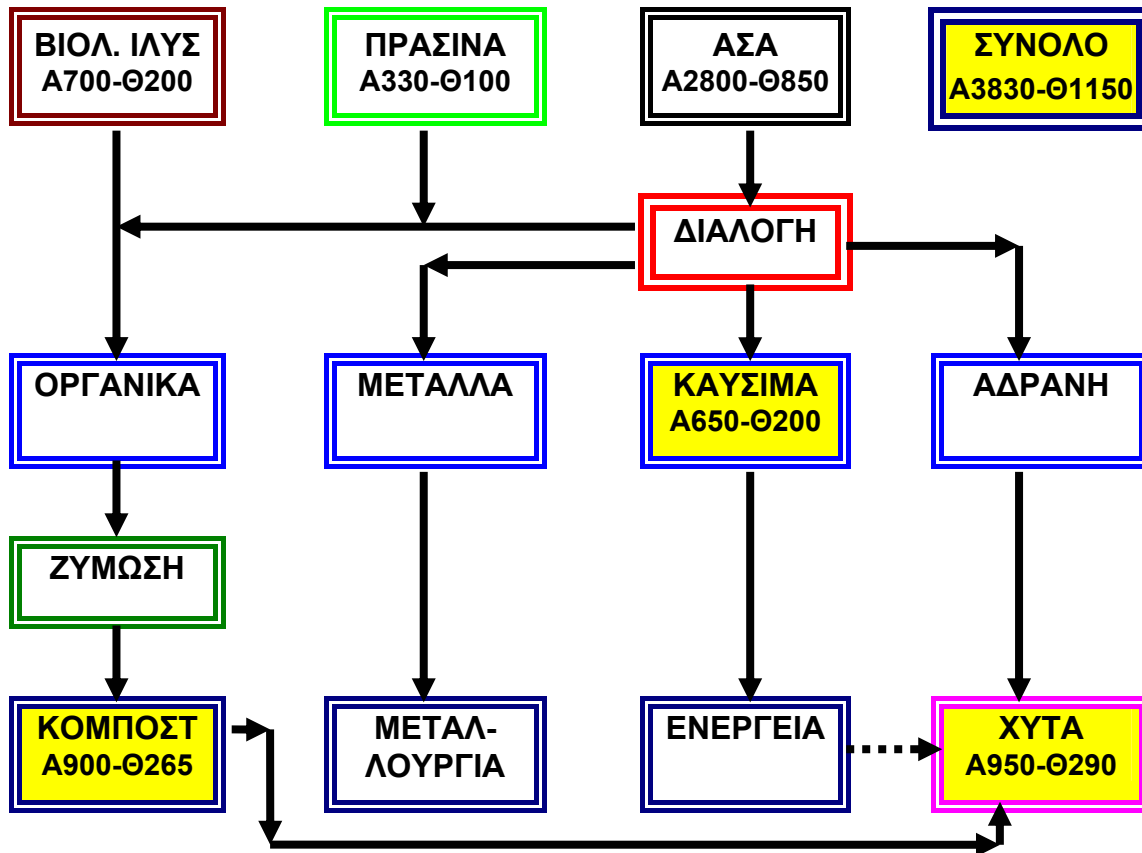 ΒΙΟΛ. ΙΛΥΣ
Α700-Θ200
ΠΡΑΣΙΝΑ
Α330-Θ100
ΑΣΑ
Α2800-Θ850
ΣΥΝΟΛΟ
Α3830-Θ1150
ΔΙΑΛΟΓΗ
ΟΡΓΑΝΙΚΑ
ΜΕΤΑΛΛΑ
ΚΑΥΣΙΜΑ
Α650-Θ200
ΑΔΡΑΝΗ
ΖΥΜΩΣΗ
ΚΟΜΠΟΣΤ
Α900-Θ265
ΜΕΤΑΛ-
ΛΟΥΡΓΙΑ
ΕΝΕΡΓΕΙΑ
ΧΥΤΑ
Α950-Θ290